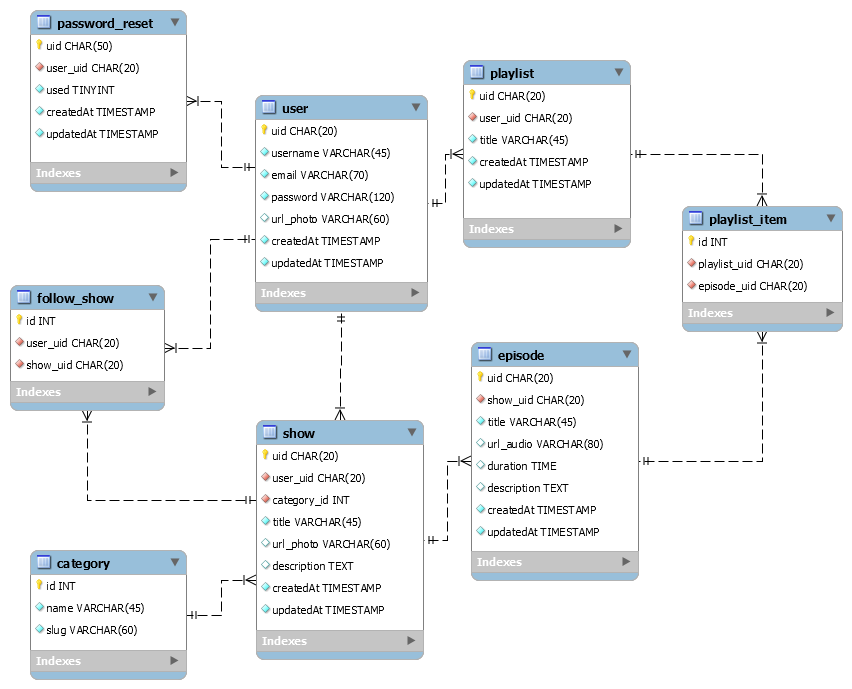 password_reset
uid CHAR(50)
user_uid CHAR(20)
used TINYINT
createdAt TIMESTAMP
updatedAt TIMESTAMP
Indexes
user
uid CHAR(20)
username VARCHAR(45)
email VARCHAR(70)
password VARCHAR(120)
url_photo VARCHAR(60)
createdAt TIMESTAMP
updatedAt TIMESTAMP
Indexes
playlist
uid CHAR(20)
user_uid CHAR(20)
title VARCHAR(45)
createdAt TIMESTAMP
updatedAt TIMESTAMP
Indexes
playlist_item
id INT
playlist_uid CHAR(20)
episode_uid CHAR(20)
Indexes
follow_show
id INT
user_uid CHAR(20)
show_uid CHAR(20)
Indexes
show
uid CHAR(20)
user_uid CHAR(20)
category_id INT
title VARCHAR(45)
url_photo VARCHAR(60)
description TEXT
createdAt TIMESTAMP
updatedAt TIMESTAMP
Indexes
episode
uid CHAR(20)
show_uid CHAR(20)
title VARCHAR(45)
url_audio VARCHAR(80)
duration TIME
description TEXT
createdAt TIMESTAMP
updatedAt TIMESTAMP
Indexes
category
id INT
name VARCHAR(45)
slug VARCHAR(60)
Indexes